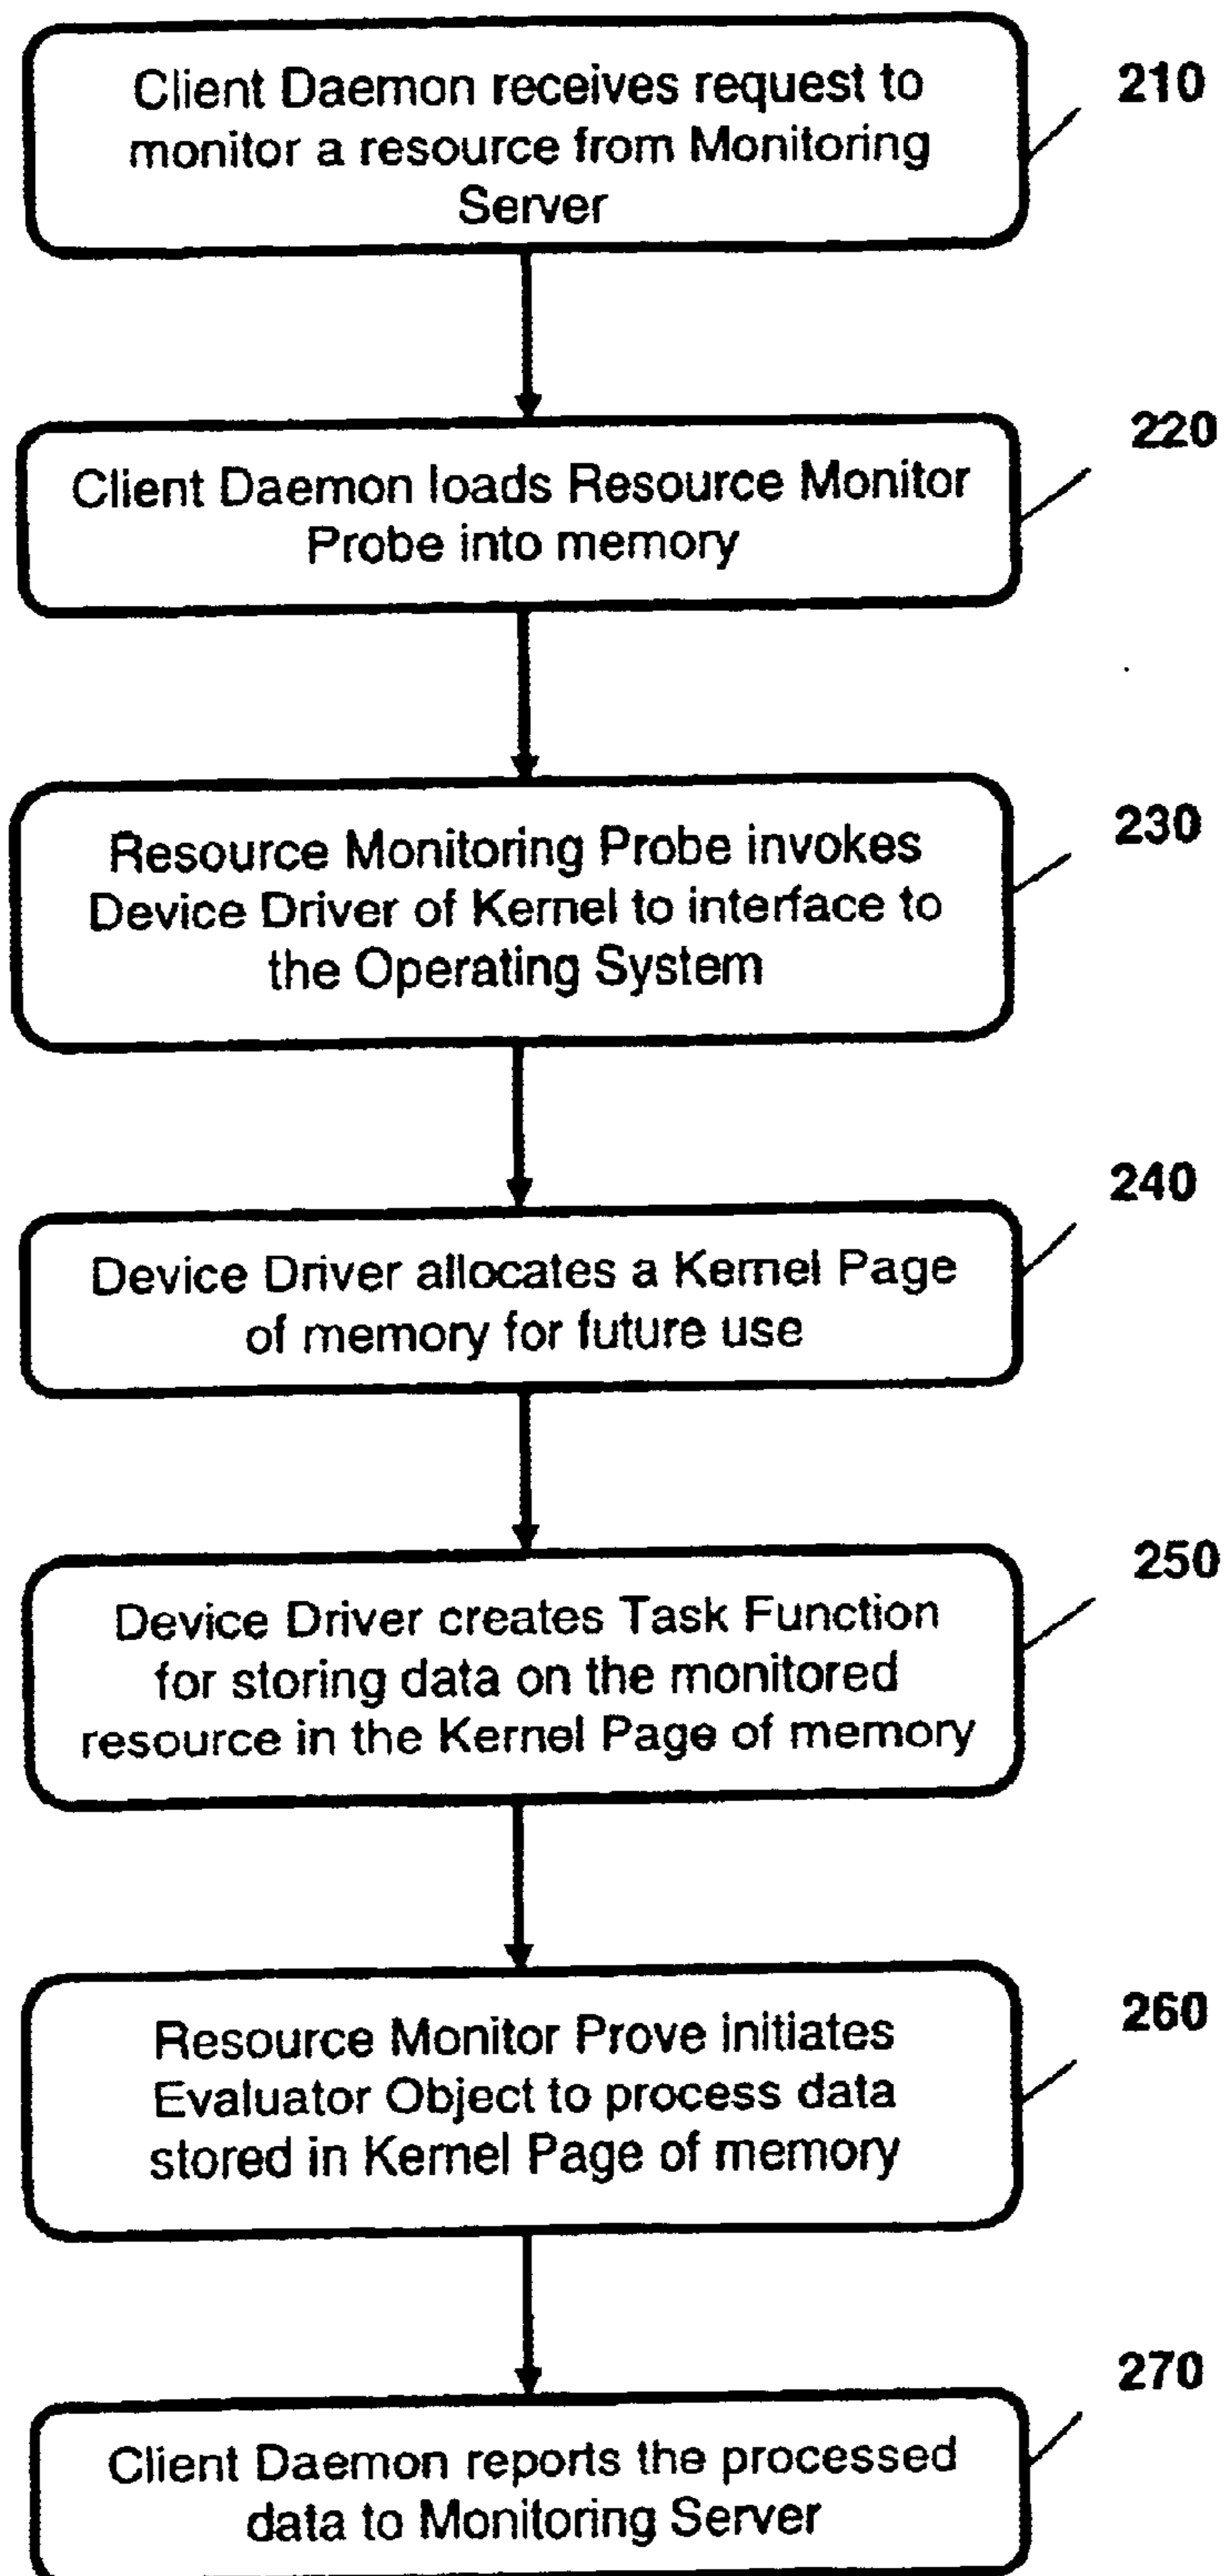 Client Daemon receives request to
monitor a resource from Monitoring
Server
210
Client Daemon loads Resource Monitor
Probe into memory
220
Resource Monitoring Probe invokes
Device Driver of Kernel to interface to
the Operating System
230
Device Driver allocates a Kernel Page
of memory for future use
240
Device Driver creates Task Function
for storing data on the monitored
resource in the Kernel Page of memory
250
Resource Monitor Prove initiates
Evaluator Object to process data
stored in Kernel Page of memory
260
Client Daemon reports the processed
data to Monitoring Server
270